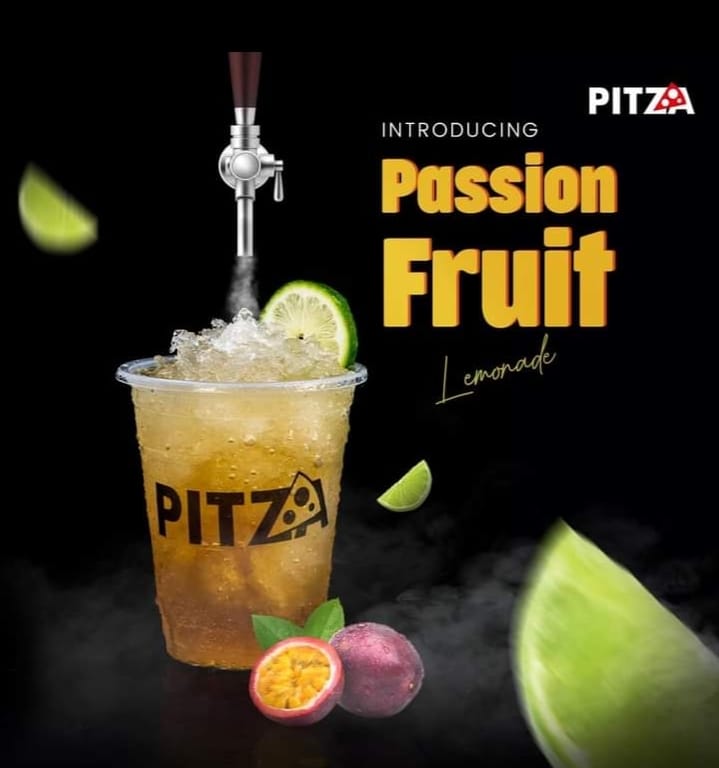 PITZA
INTRODUCING
Passion
Fruit
Lemonade
PITZA